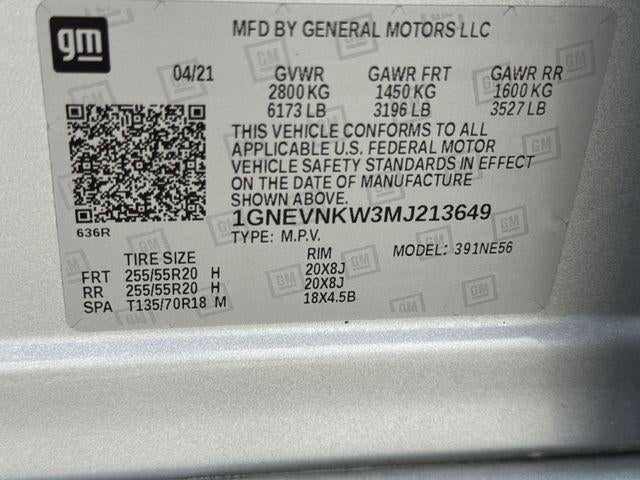 gm
MFD BY GENERAL MOTORS LLC
04/21 GVWR GAWR FRT GAWR RR
2800 KG 1450 KG 1600 KG
6173 LB 3196 LB 3527 LB
THIS VEHICLE CONFORMS TO ALL
APPLICABLE U.S. FEDERAL MOTOR
VEHICLE SAFETY STANDARDS IN EFFECT
ON THE DATE OF MANUFACTURE
SHOWN ABOVE.
1GNEVNKW3MJ213649
636R TYPE: M.P.V. MODEL: 391NE56
TIRE SIZE RIM
FRT 255/55R20 H 20X8J
RR 255/55R20 H 20X8J
SPA T135/70R18 M 18X4.5B